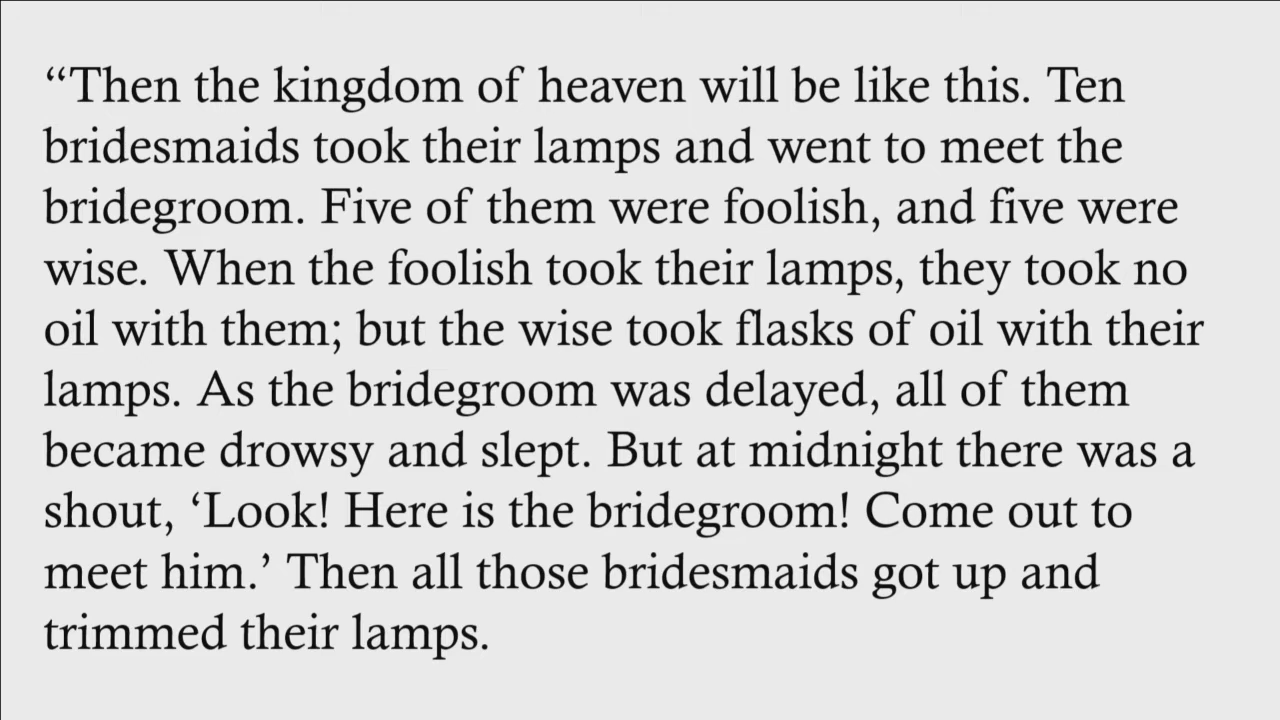 “Then the kingdom of heaven will be like this. Ten
bridesmaids took their lamps and went to meet the
bridegroom. Five of them were foolish, and five were
wise. When the foolish took their lamps, they took no
oil with them; but the wise took flasks of oil with their
lamps. As the bridegroom was delayed, all of them
became drowsy and slept. But at midnight there was a
shout, ‘Look! Here is the bridegroom! Come out to
meet him.’ Then all those bridesmaids got up and
trimmed their lamps.